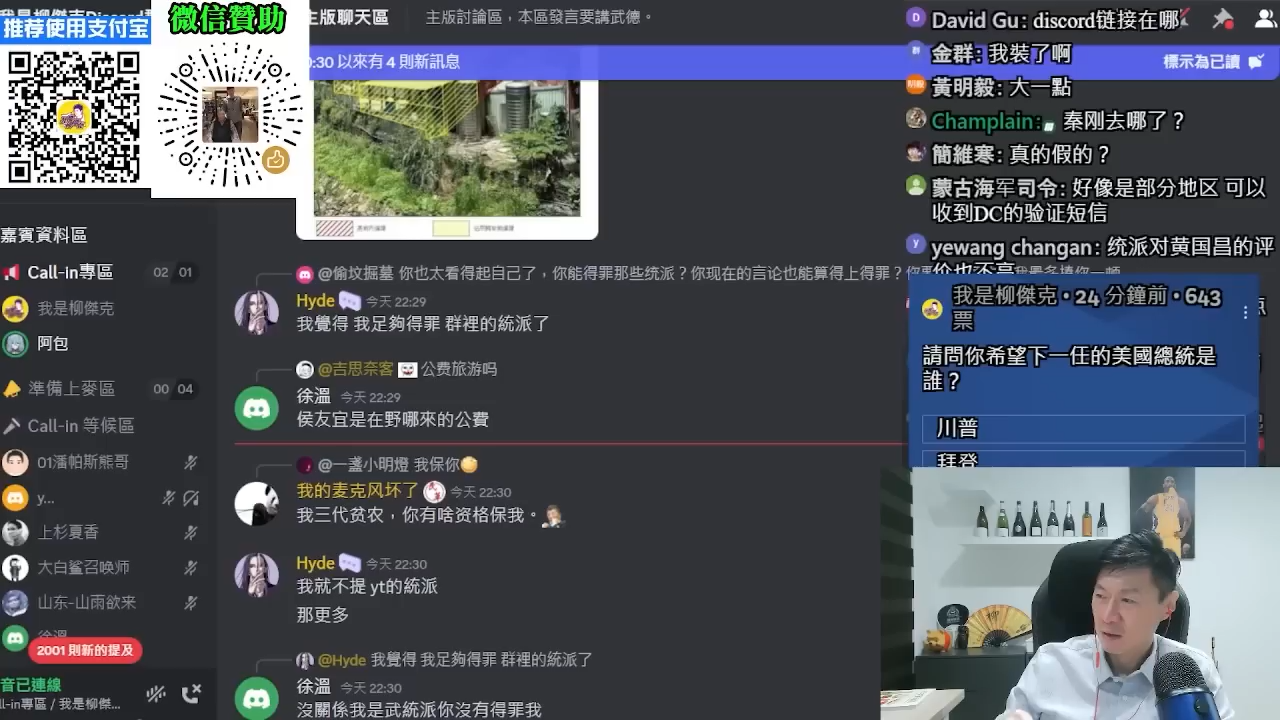 推荐使用支付宝
微信贊助
主版聊天區
主要討論區，本區發言要講武德。
:30 以來有 4 則新訊息
標示為已讀
嘉賓資料區
Call-in專區
02 01
我是柳傑克
阿包
準備上麥區
00 04
Call-in 等候區
01潘帕斯熊哥
y...
上杉夏香
大白鲨召唤师
山东-山雨欲来
徐溫
2001 則新的提及
音已連線
ll-in專區 / 我是柳傑...
@偷坟掘墓 你也太看得起自己了，你能得罪那些统派？你现在的言论也能算得上得罪？
Hyde 今天 22:29
我覺得 我足夠得罪 群裡的統派了
@吉思奈客 公费旅游吗
徐溫 今天 22:29
侯友宜是在野哪來的公費
@一盏小明燈 我保你
我的麦克风坏了 今天 22:30
我三代贫农，你有啥资格保我。
Hyde 今天 22:30
我就不提 yt的統派
那更多
@Hyde 我覺得 我足夠得罪 群裡的統派了
徐溫 今天 22:30
沒關係我是武統派你沒有得罪我
David Gu: discord链接在哪
金群: 我裝了啊
黃明毅: 大一點
Champlain: 秦刚去哪了？
簡維寒: 真的假的？
蒙古海军司令: 好像是部分地区 可以
收到DC的验证短信
yewang changan: 统派对黄国昌的评
我是柳傑克 • 24 分鐘前 • 643
票
請問你希望下一任的美國總統是
誰？
川普
拜登